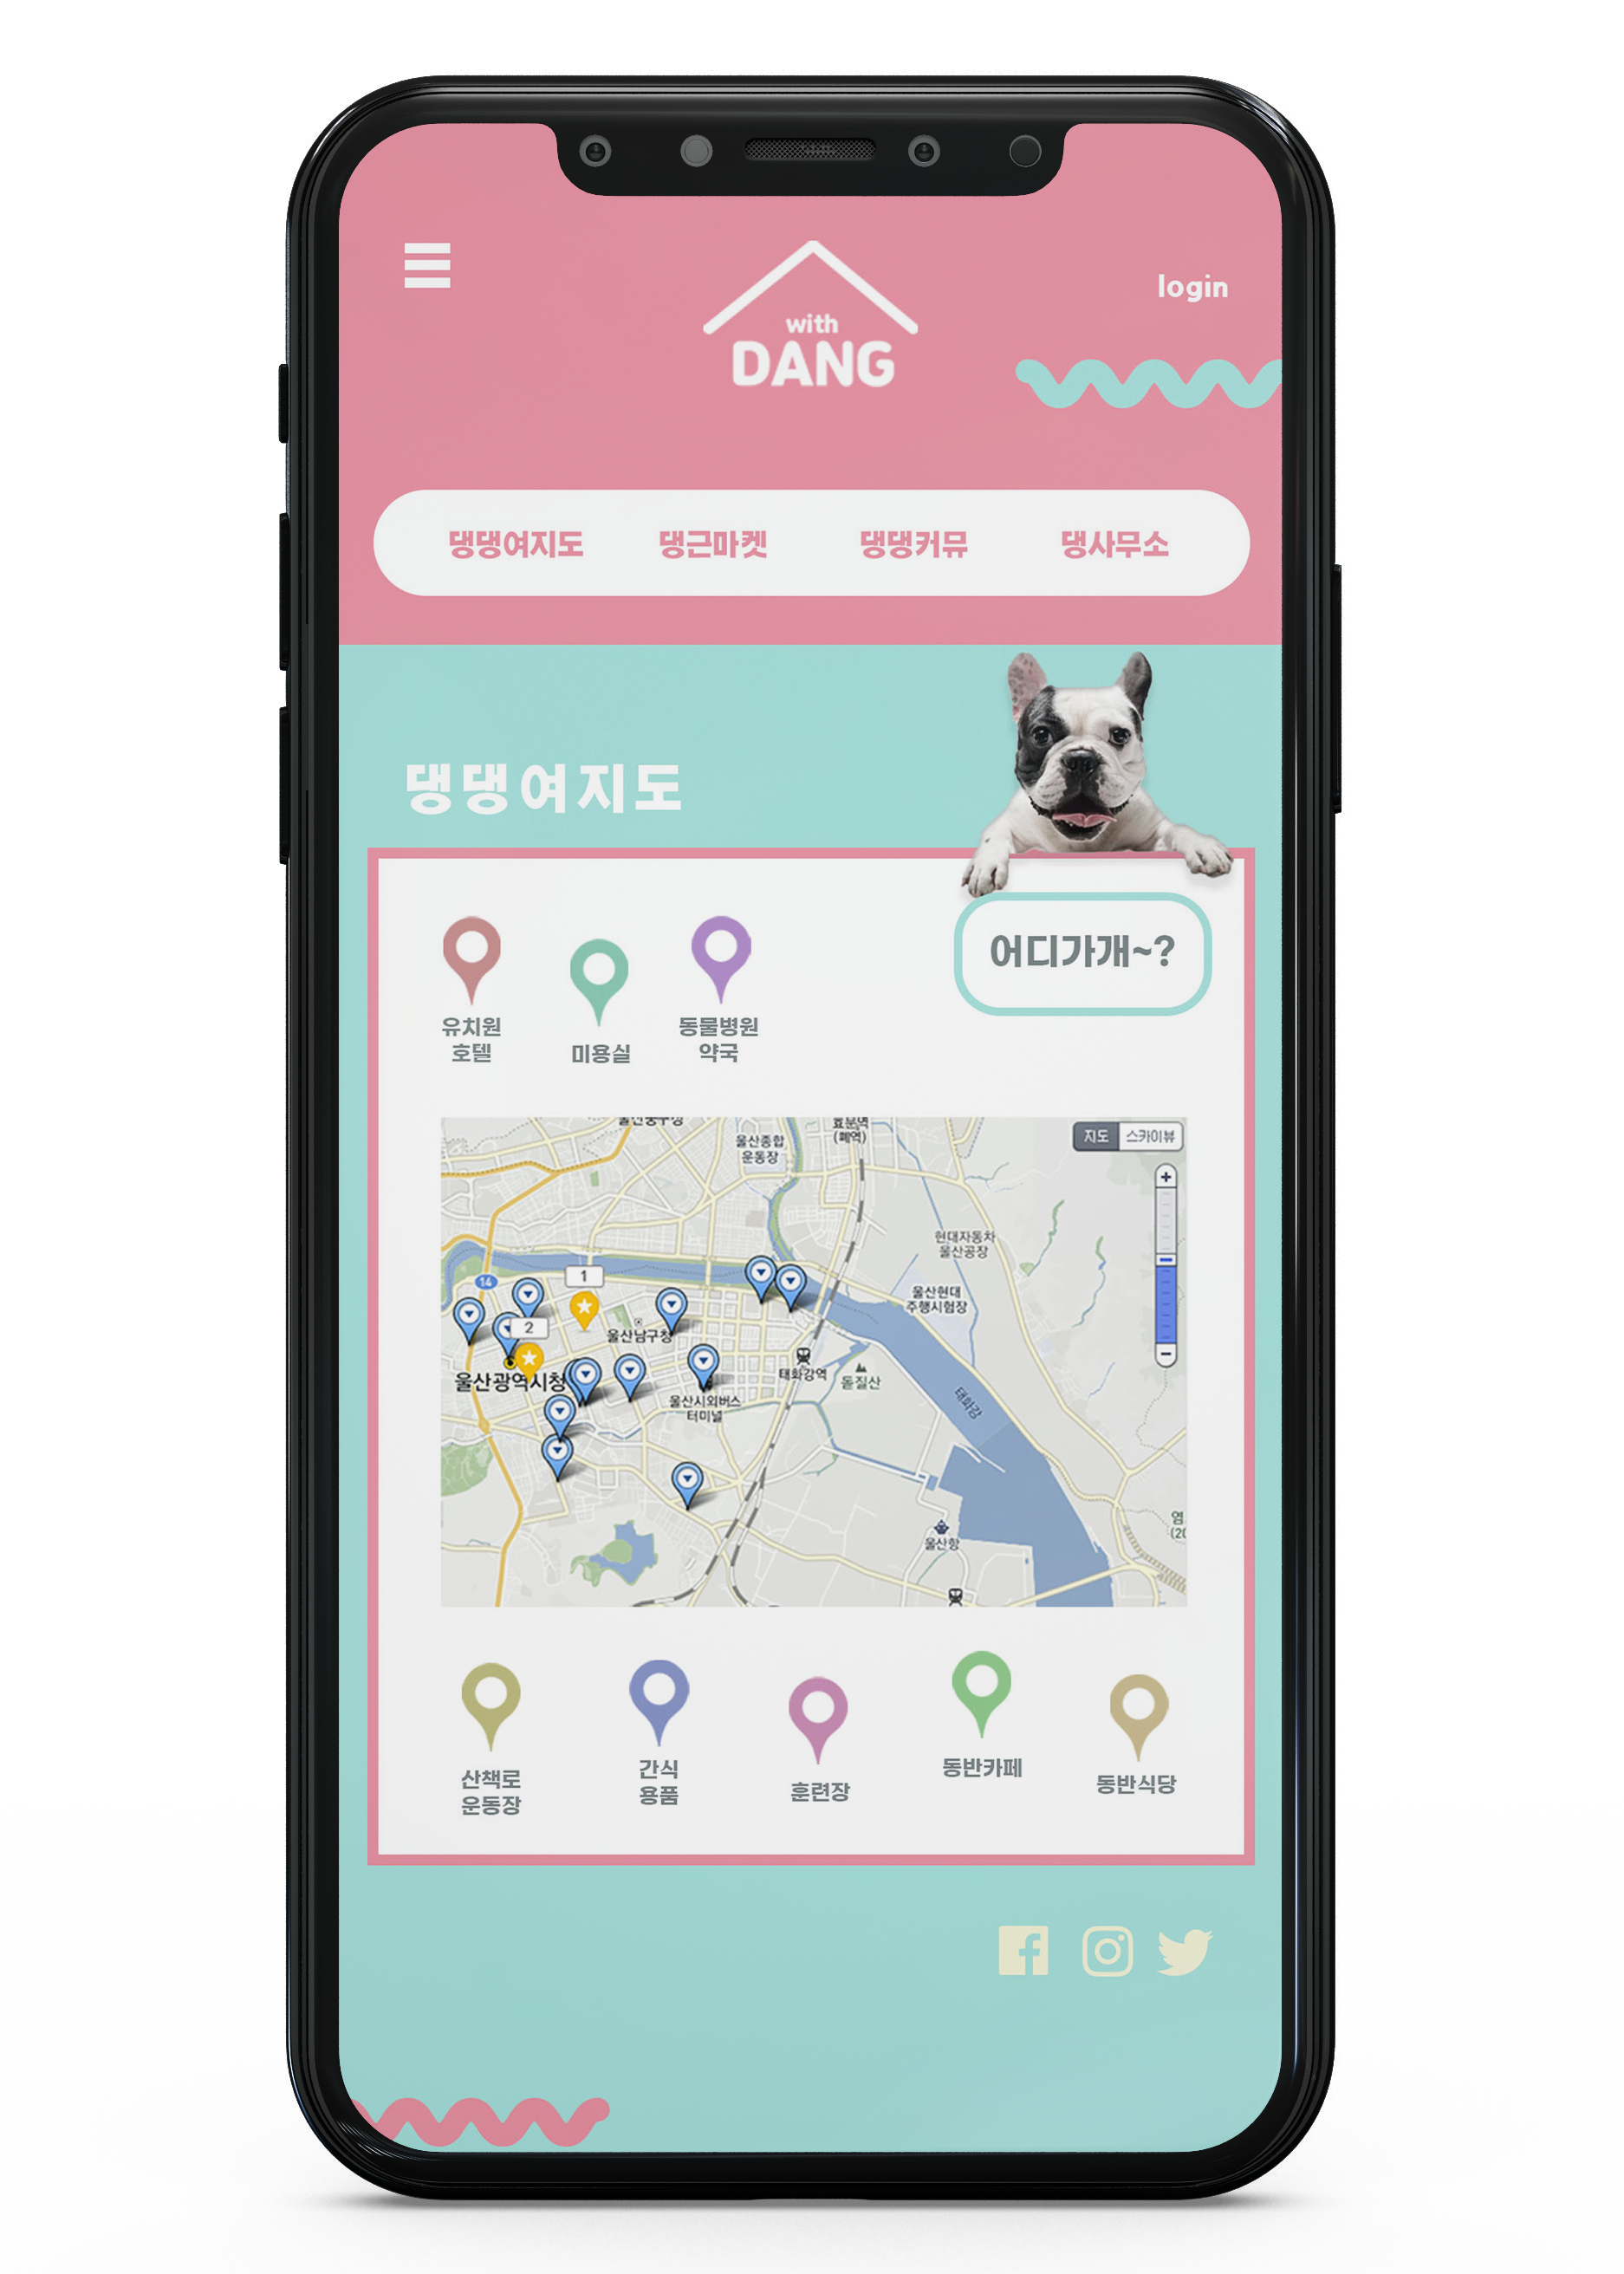 login
with
DANG
댕댕여지도 댕근마켓 댕댕커뮤 댕사무소
댕댕여지도
어디가개~?
유치원
호텔
미용실
동물병원
약국
울산종합
운동장
효문역
(폐역)
지도 스카이뷰
현대자동차
울산공장
울산현대
주행시험장
14
1
2
울산남구청
울산광역시청
태화강역
돋질산
울산시외버스
터미널
태화강
울산항
염
(20
산책로
운동장
간식
용품
훈련장
동반카페
동반식당